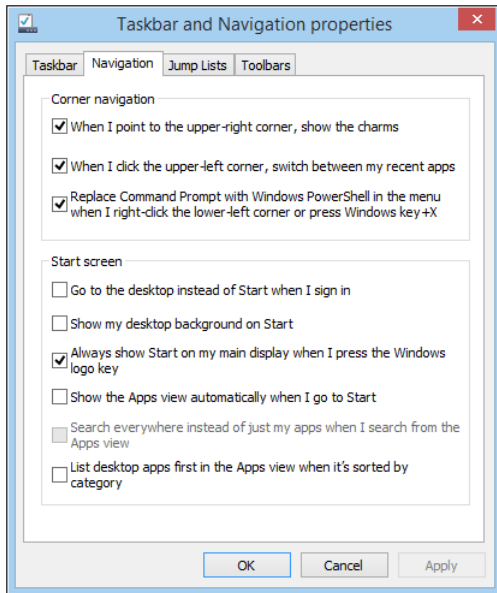 Taskbar and Navigation properties
Taskbar
Navigation
Jump Lists
Toolbars
Corner navigation
When I point to the upper-right corner, show the charms
When I click the upper-left corner, switch between my recent apps
Replace Command Prompt with Windows PowerShell in the menu
when I right-click the lower-left corner or press Windows key+X
Start screen
Go to the desktop instead of Start when I sign in
Show my desktop background on Start
Always show Start on my main display when I press the Windows
logo key
Show the Apps view automatically when I go to Start
Search everywhere instead of just my apps when I search from the
Apps view
List desktop apps first in the Apps view when it's sorted by
category
OK
Cancel
Apply